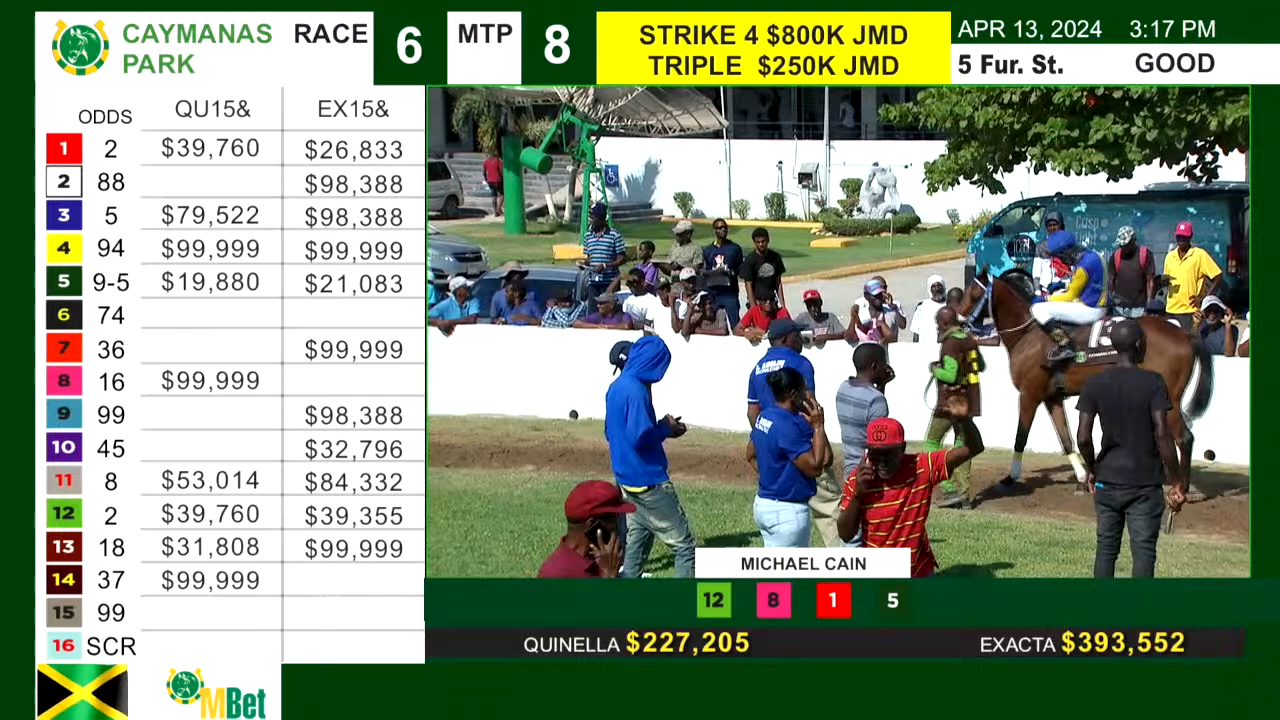 CAYMANAS PARK
RACE 6
MTP 8
STRIKE 4 $800K JMD
TRIPLE $250K JMD
APR 13, 2024 3:17 PM
5 Fur. St. GOOD
ODDS QU15& EX15&
1 2 $39,760 $26,833
2 88 $98,388
3 5 $79,522 $98,388
4 94 $99,999 $99,999
5 9-5 $19,880 $21,083
6 74
7 36 $99,999
8 16 $99,999
9 99 $98,388
10 45 $32,796
11 8 $53,014 $84,332
12 2 $39,760 $39,355
13 18 $31,808 $99,999
14 37 $99,999
15 99
16 SCR
MICHAEL CAIN
12 8 1 5
QUINELLA $227,205
EXACTA $393,552
MBet